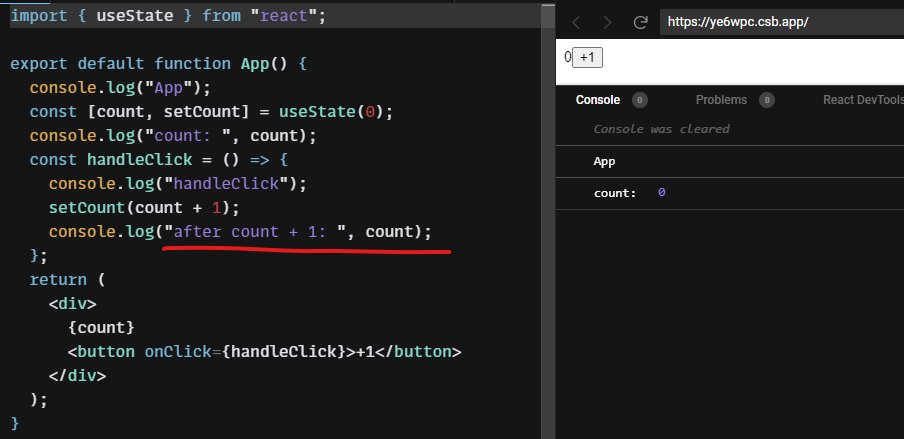 import { useState } from "react";
export default function App() {
console.log("App");
const [count, setCount] = useState(0);
console.log("count: ", count);
const handleClick = () => {
console.log("handleClick");
setCount(count + 1);
console.log("after count + 1: ", count);
};
return (
<div>
{count}
<button onClick={handleClick}>+1</button>
</div>
);
}
https://ye6wpc.csb.app/
0 +1
Console 0 Problems 0 React DevTools
Console was cleared
App
count: 0